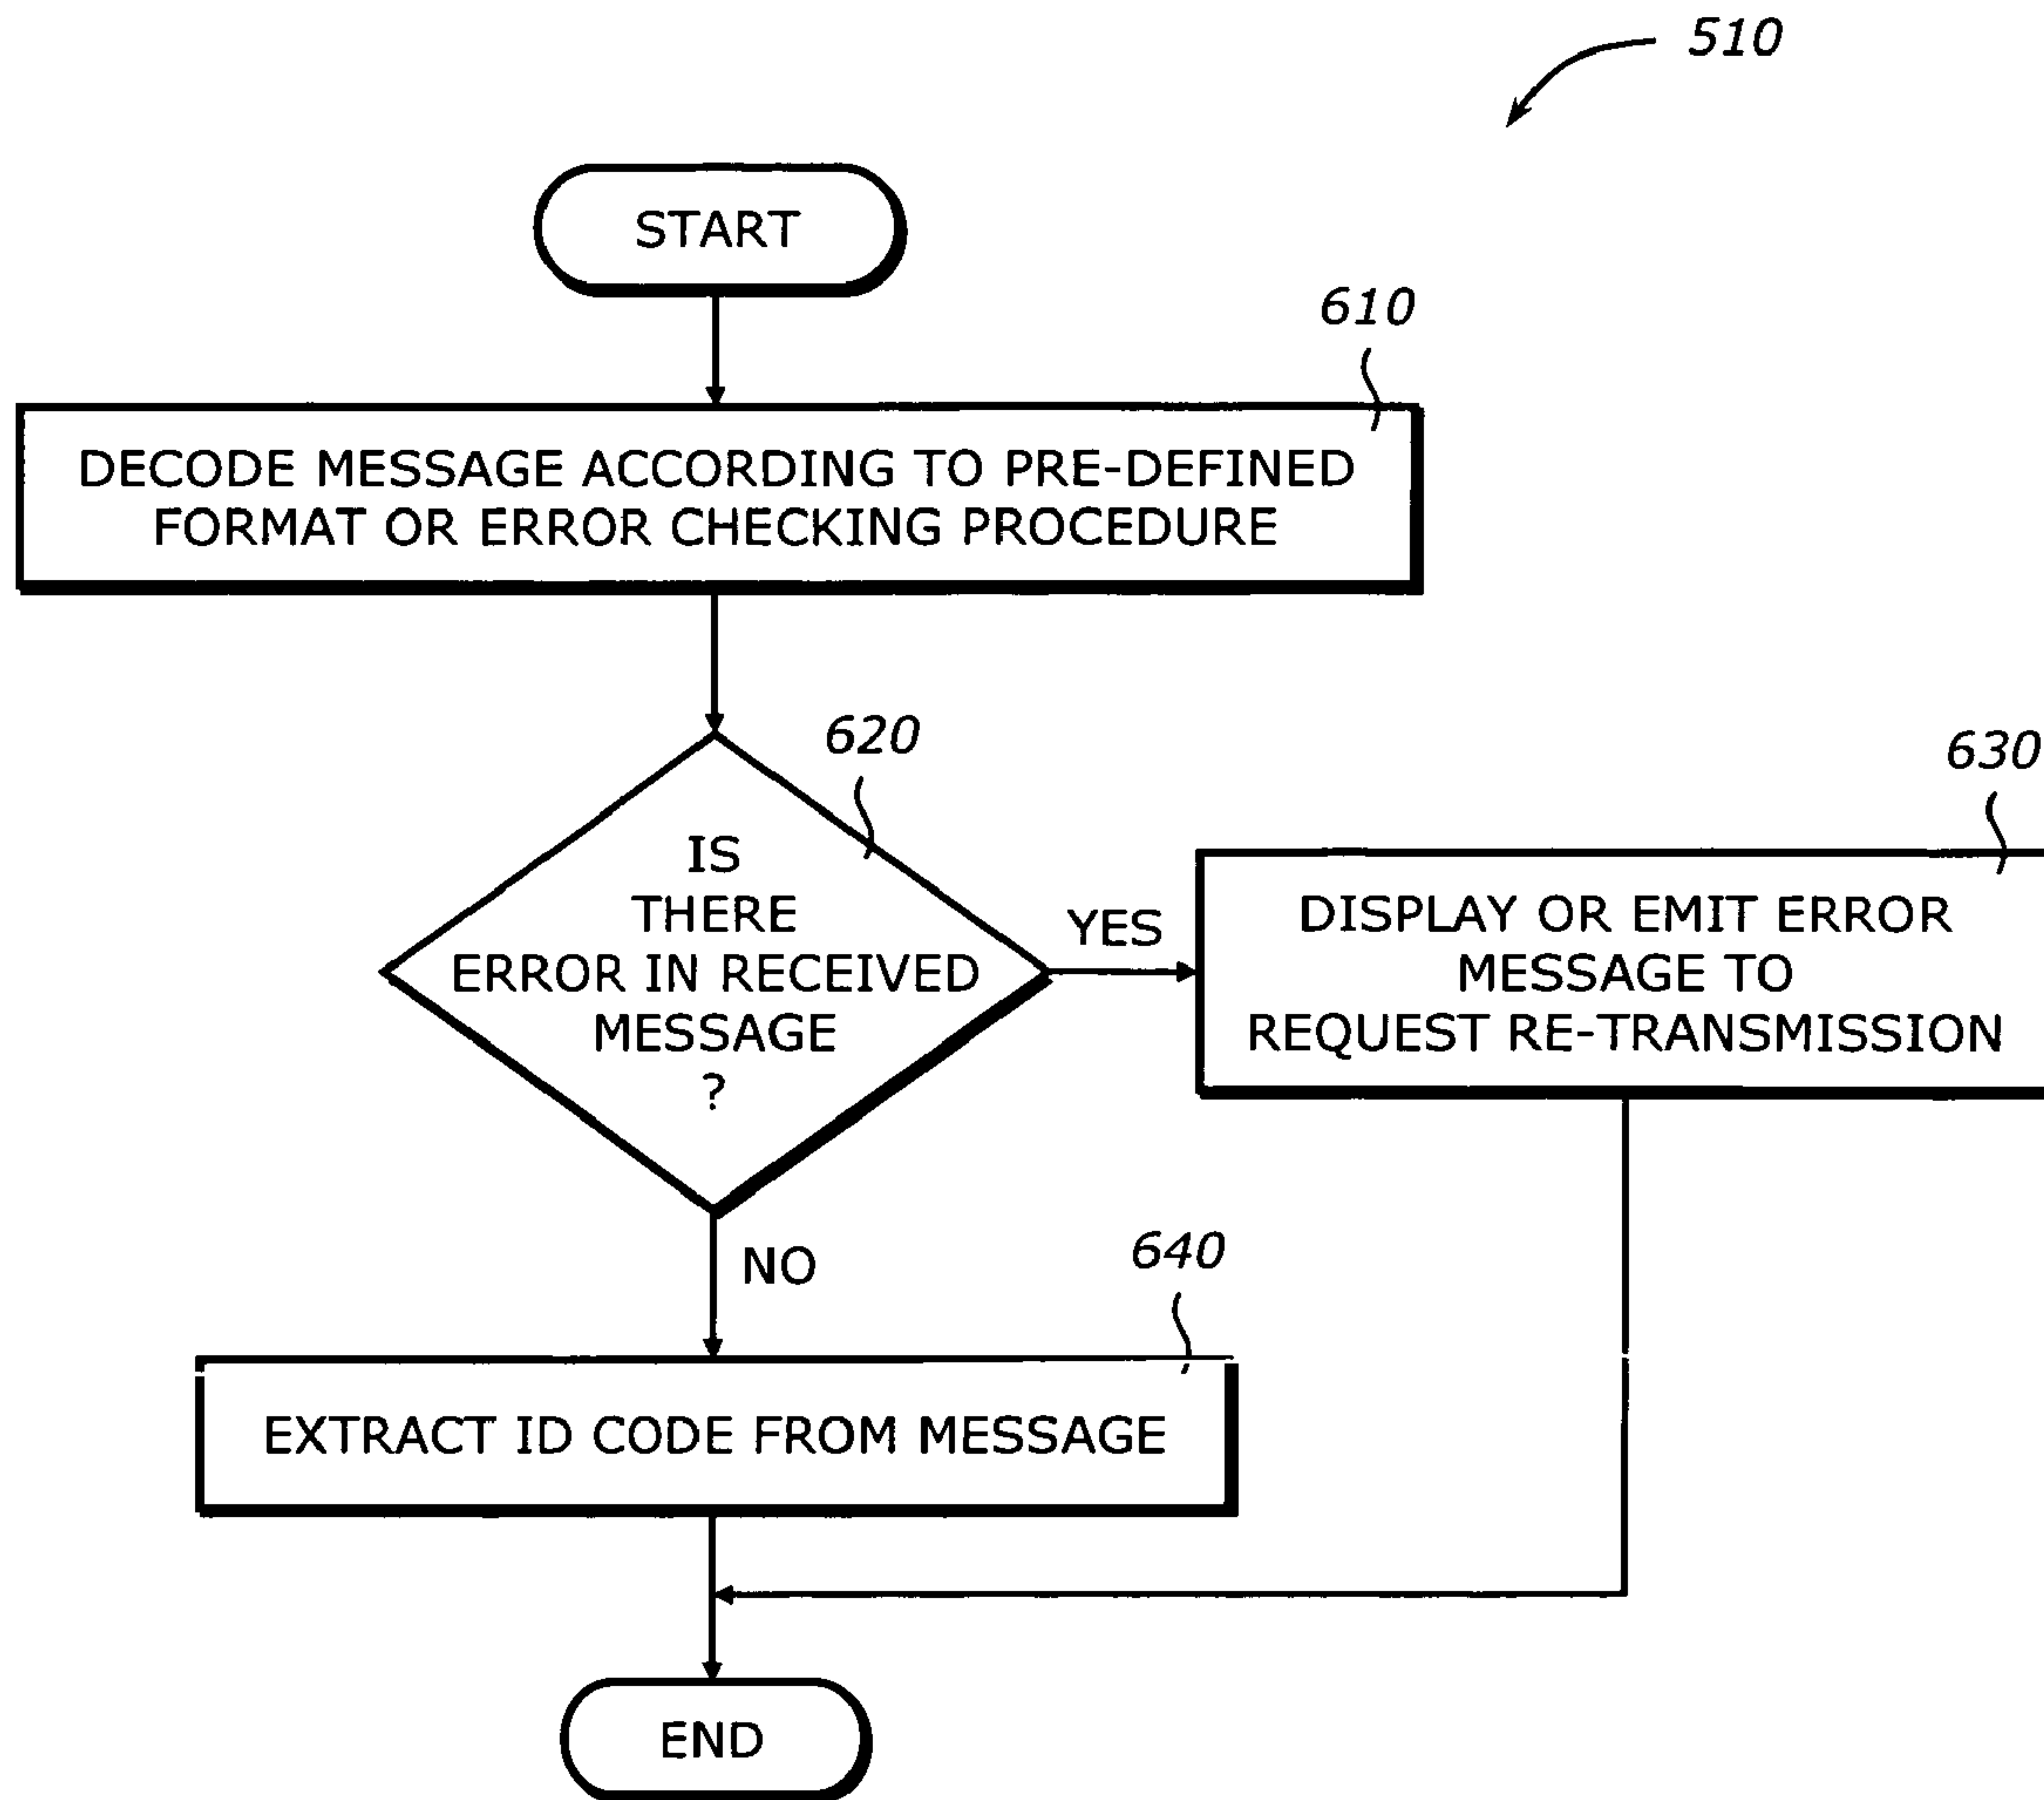 510
START
610
DECODE MESSAGE ACCORDING TO PRE-DEFINED
FORMAT OR ERROR CHECKING PROCEDURE
620
IS
THERE
ERROR IN RECEIVED
MESSAGE
?
YES
630
DISPLAY OR EMIT ERROR
MESSAGE TO
REQUEST RE-TRANSMISSION
NO
640
EXTRACT ID CODE FROM MESSAGE
END